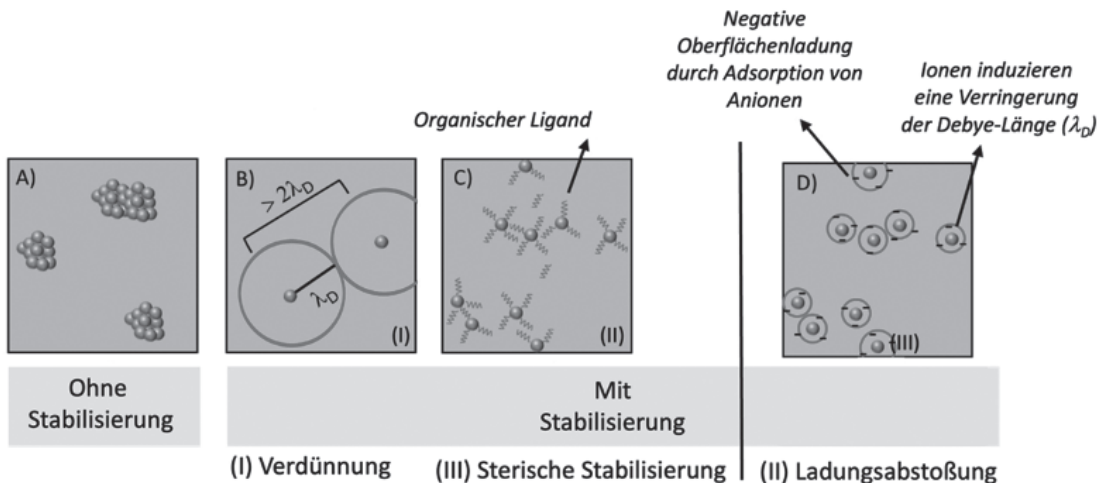 Negative
Oberflächenladung
durch Adsorption von
Anionen
Ionen induzieren
eine Verringerung
der Debye-Länge (λD)
Organischer Ligand
A)
B)
> 2λD
λD
(I)
C)
(II)
D)
(III)
Ohne
Stabilisierung
Mit
Stabilisierung
(I) Verdünnung
(III) Sterische Stabilisierung
(II) Ladungsabstoßung